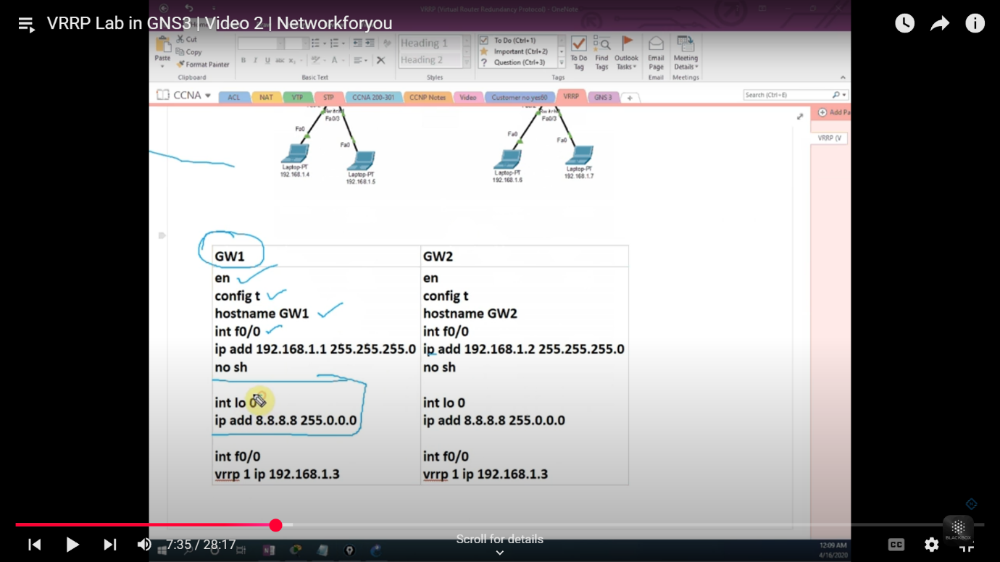 VRRP Lab in GNS3 | Video 2 | Networkforyou
VRRP (Virtual Router Redundancy Protocol) - OneNote
Paste
Cut
Copy
Format Painter
Clipboard
B I U abc
Basic Text
Heading 1
Heading 2
Styles
To Do (Ctrl+1)
Important (Ctrl+2)
? Question (Ctrl+3)
To Do Tag
Find Tags
Outlook Tasks
Tags
Email Page
Email
Meeting Details
Meetings
CCNA
ACL
NAT
VTP
STP
CCNA 200-301
CCNP Notes
Video
Customer no yes60
VRRP
GNS 3
+
Search (Ctrl+E)
Add Pa
VRRP (V
Fa0/3
Fa0
Fa0
Laptop-PT
192.168.1.4
Laptop-PT
192.168.1.5
Fa0/3
Fa0
Fa0
Laptop-PT
192.168.1.6
Laptop-PT
192.168.1.7
GW1
en
config t
hostname GW1
int f0/0
ip add 192.168.1.1 255.255.255.0
no sh
int lo 0
ip add 8.8.8.8 255.0.0.0
int f0/0
vrrp 1 ip 192.168.1.3
GW2
en
config t
hostname GW2
int f0/0
ip add 192.168.1.2 255.255.255.0
no sh
int lo 0
ip add 8.8.8.8 255.0.0.0
int f0/0
vrrp 1 ip 192.168.1.3
7:35 / 28:17
Scroll for details
CC
BLACKBOX
12:09 AM
4/16/2020